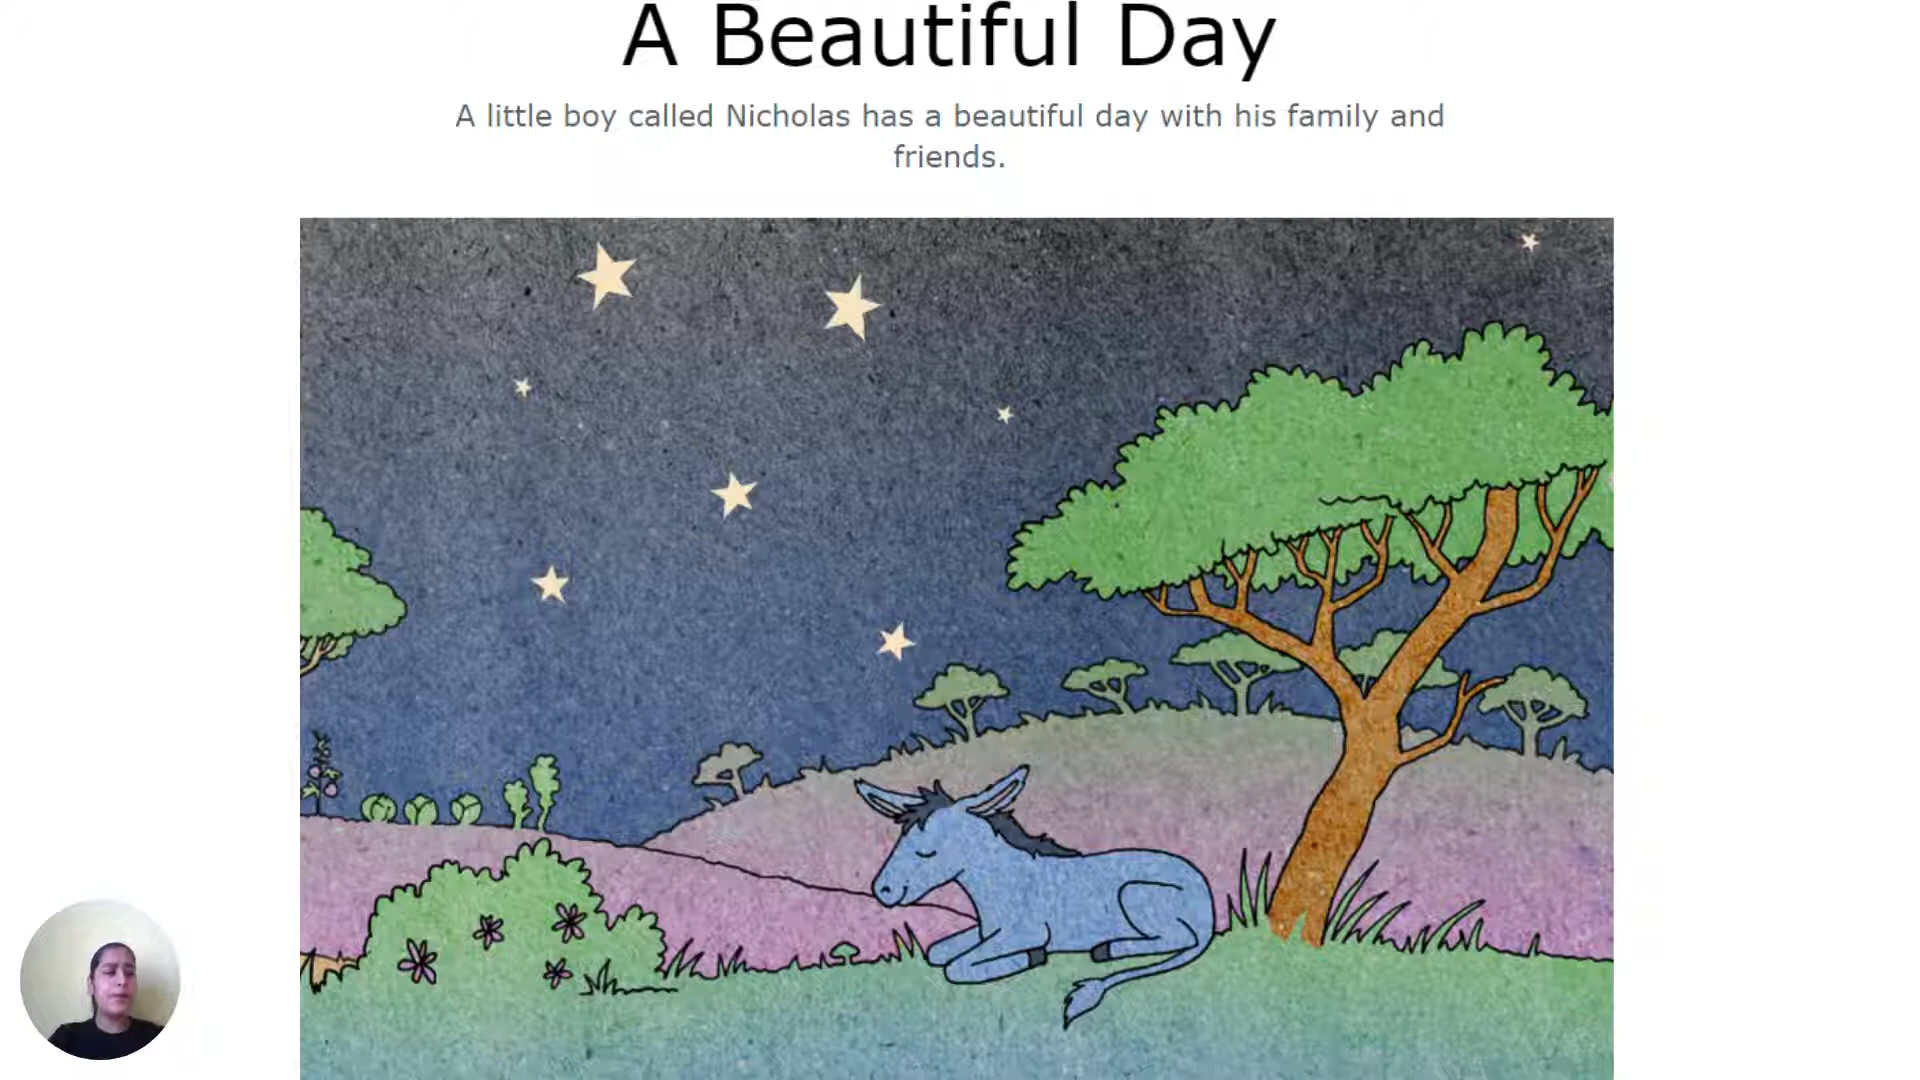 A Beautiful Day
A little boy called Nicholas has a beautiful day with his family and
friends.